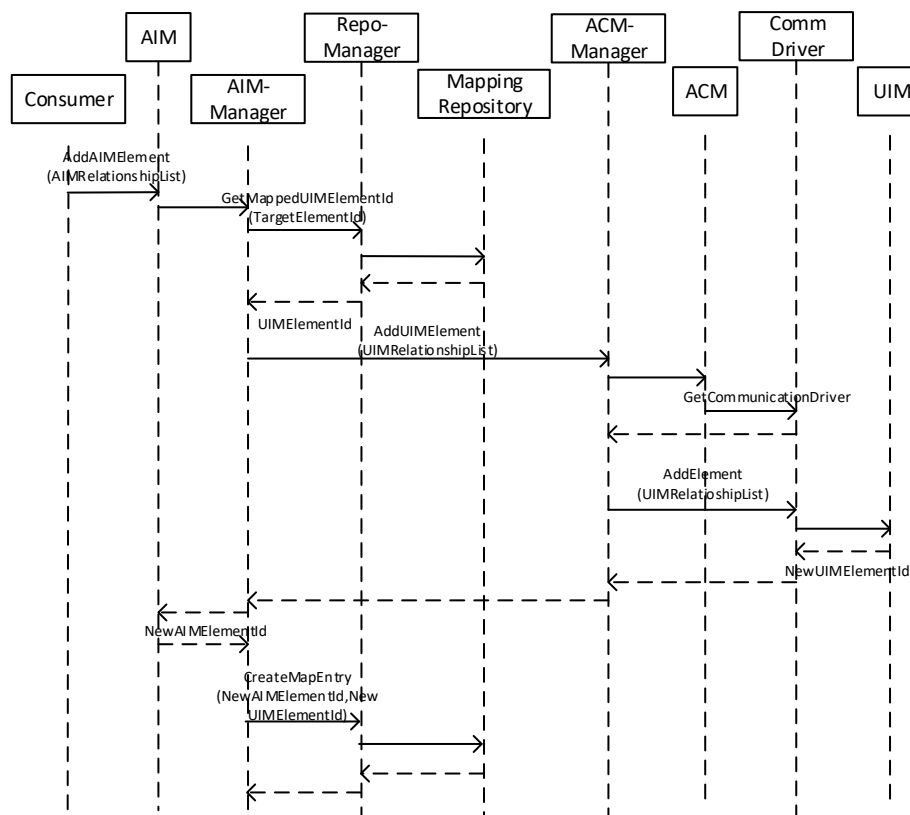 AIM
Repo-
Manager
ACM-
Manager
Comm
Driver
Consumer
AIM-
Manager
Mapping
Repository
ACM
UIM
AddAIMElement
(AIMRelationshipList)
GetMappedUIMElementId
(TargetElementId)
UIMElementId
AddUIMElement
(UIMRelationshipList)
GetCommunicationDriver
AddElement
(UIMRelatioshipList)
NewUIMElementId
NewAIMElementId
CreateMapEntry
(NewAIMElementId,New
UIMElementId)